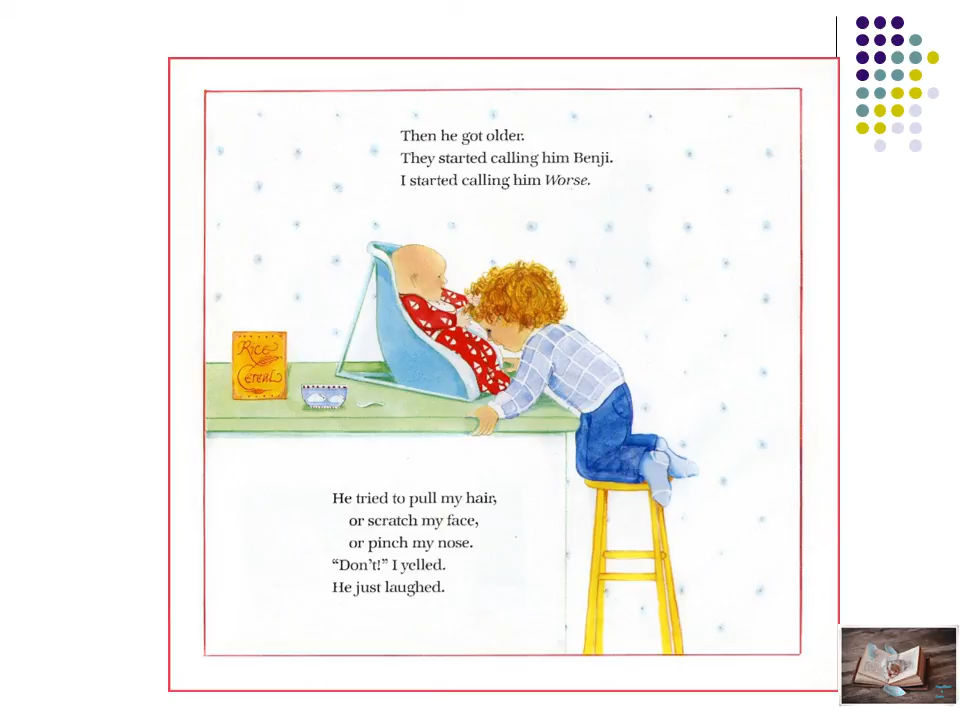 Then he got older.
They started calling him Benji.
I started calling him Worse.
Rice
Cereal
He tried to pull my hair,
or scratch my face,
or pinch my nose.
“Don’t!” I yelled.
He just laughed.